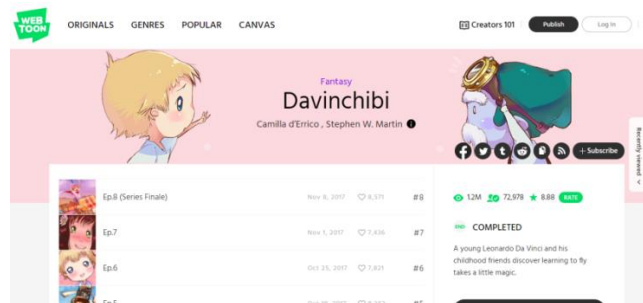 WEB
TOON
ORIGINALS GENRES POPULAR CANVAS
Creators 101 Publish Log In
Fantasy
Davinchibi
Camilla d'Errico , Stephen W. Martin
+ Subscribe
Recently viewed
Ep.8 (Series Finale) Nov 8, 2017 8,371 #8
1.2M 72,978 8.88 RATE
Ep.7 Nov 1, 2017 7,436 #7
END COMPLETED
A young Leonardo Da Vinci and his
childhood friends discover learning to fly
takes a little magic.
Ep.6 Oct 25, 2017 7,821 #6